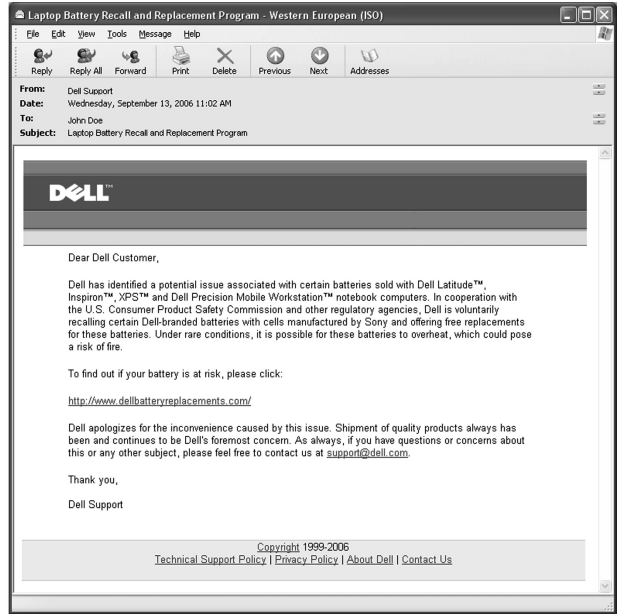 Laptop Battery Recall and Replacement Program - Western European (ISO)
File Edit View Tools Message Help
Reply Reply All Forward Print Delete Previous Next Addresses
From: Dell Support
Date: Wednesday, September 13, 2006 11:02 AM
To: John Doe
Subject: Laptop Battery Recall and Replacement Program
DELL™
Dear Dell Customer,
Dell has identified a potential issue associated with certain batteries sold with Dell Latitude™,
Inspiron™, XPS™ and Dell Precision Mobile Workstation™ notebook computers. In cooperation with
the U.S. Consumer Product Safety Commission and other regulatory agencies, Dell is voluntarily
recalling certain Dell-branded batteries with cells manufactured by Sony and offering free replacements
for these batteries. Under rare conditions, it is possible for these batteries to overheat, which could pose
a risk of fire.
To find out if your battery is at risk, please click:
http://www.dellbatteryreplacements.com/
Dell apologizes for the inconvenience caused by this issue. Shipment of quality products always has
been and continues to be Dell's foremost concern. As always, if you have questions or concerns about
this or any other subject, please feel free to contact us at support@dell.com.
Thank you,
Dell Support
Copyright 1999-2006
Technical Support Policy | Privacy Policy | About Dell | Contact Us